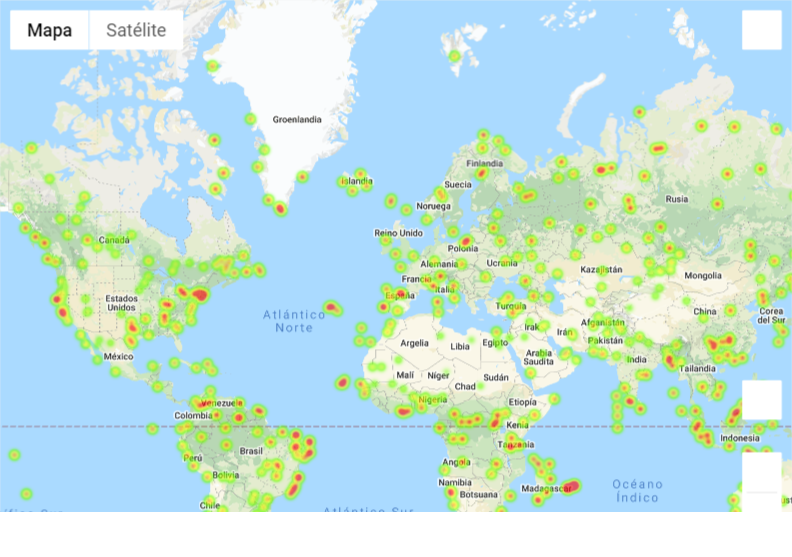 Mapa
Satélite
Groenlandia
Finlandia
Islandia
Suecia
Noruega
Rusia
Reino Unido
Canadá
Polonia
Alemania
Ucrania
Kazajistán
Mongolia
Francia
Italia
España
Estados
Unidos
Turquía
China
Corea
del Sur
Atlántico
Norte
Afganistán
Irak
Irán
Argelia
Libia
Egipto
Pakistán
México
Arabia
Saudita
India
Malí
Níger
Sudán
Tailandia
Chad
Venezuela
Nigeria
Etiopía
Colombia
Kenia
Indonesia
Tanzania
Perú
Brasil
Angola
Bolivia
Namibia
Madagascar
Océano
Índico
Botsuana
Chile
Atlántico Sur